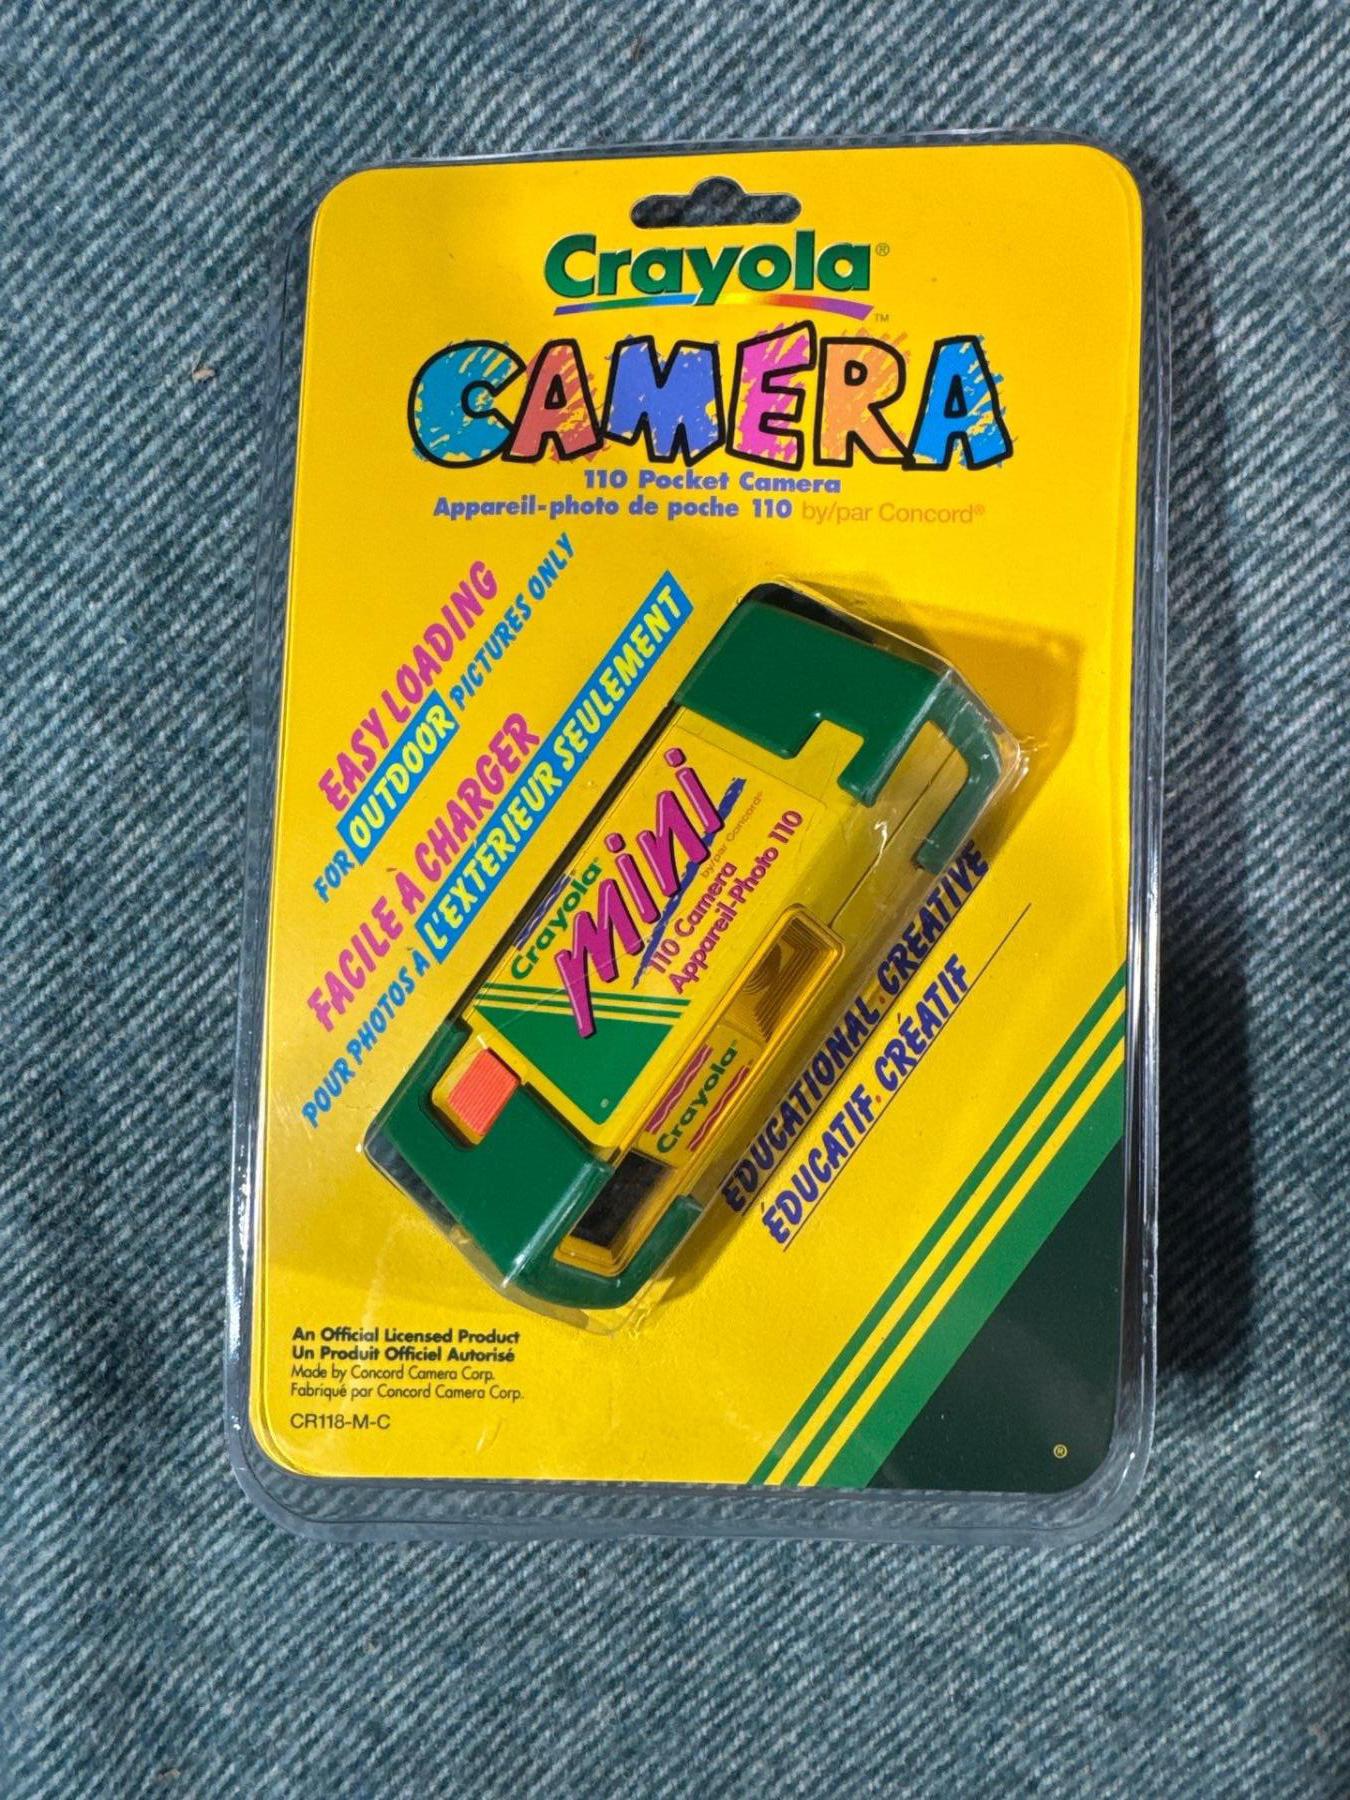 Crayola®
™
CAMERA
110 Pocket Camera
Appareil-photo de poche 110 by/par Concord®
EASY LOADING
FOR OUTDOOR PICTURES ONLY
FACILE À CHARGER
POUR PHOTOS A L'EXTÉRIEUR SEULEMENT
Crayola®
mini
by/par Concord®
110 Camera
Appareil-Photo 110
Crayola
EDUCATIONAL.CREATIVE
ÉDUCATIF.CRÉATIF
An Official Licensed Product
Un Produit Officiel Autorisé
Made by Concord Camera Corp.
Fabriqué par Concord Camera Corp.
CR118-M-C
®